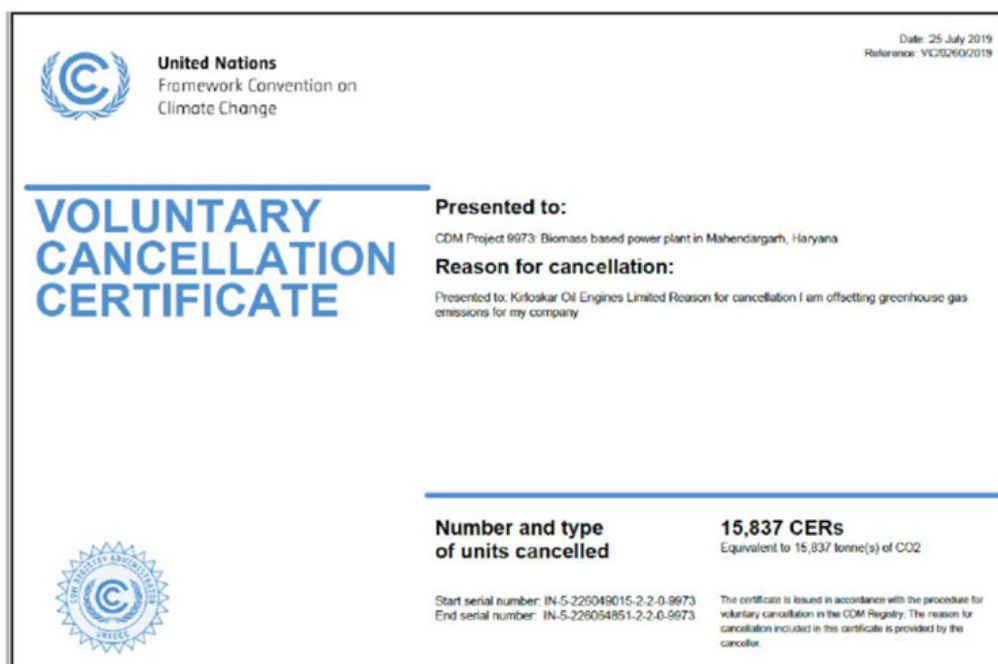 Date: 25 July 2019
Reference: VC/0260/2019
United Nations
Framework Convention on
Climate Change
VOLUNTARY
CANCELLATION
CERTIFICATE
Presented to:
CDM Project 9973: Biomass based power plant in Mahendargarh, Haryana
Reason for cancellation:
Presented to: Kirloskar Oil Engines Limited Reason for cancellation I am offsetting greenhouse gas
emissions for my company
Number and type
of units cancelled
15,837 CERs
Equivalent to 15,837 tonne(s) of CO2
Start serial number: IN-5-226049015-2-2-0-9973
End serial number: IN-5-226064851-2-2-0-9973
The certificate is issued in accordance with the procedure for
voluntary cancellation in the CDM Registry. The reason for
cancellation included in this certificate is provided by the
canceller.
CDM REGISTRY ADMINISTRATOR
UNFCCC